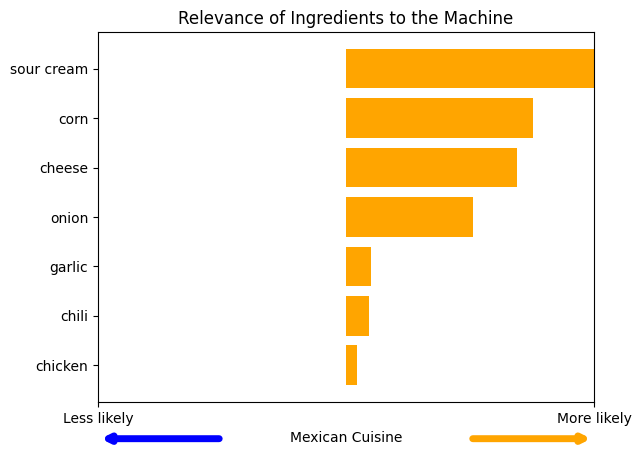 Relevance of Ingredients to the Machine
sour cream
corn
cheese
onion
garlic
chili
chicken
Less likely More likely
Mexican Cuisine